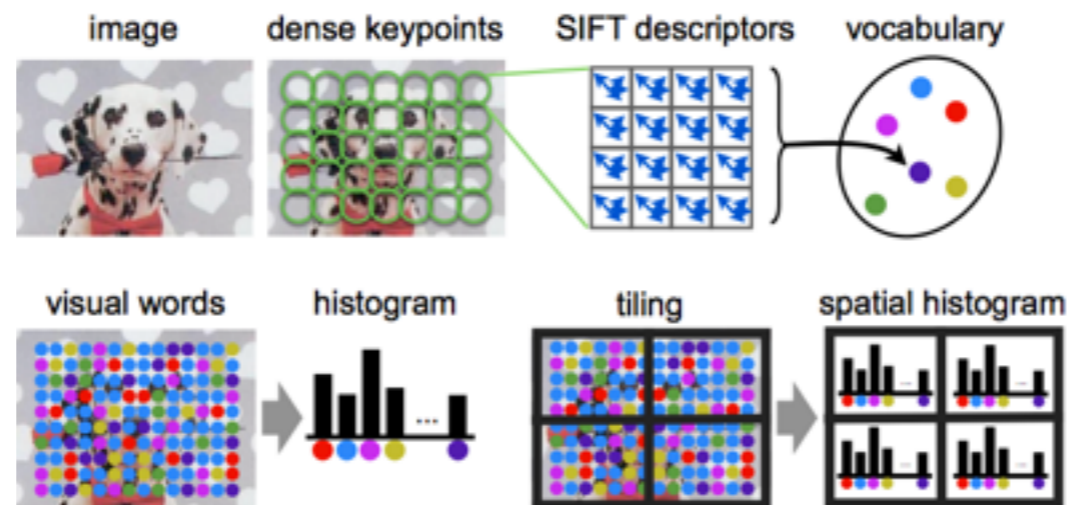 image dense keypoints SIFT descriptors vocabulary
visual words histogram tiling spatial histogram
...
... ...
... ...